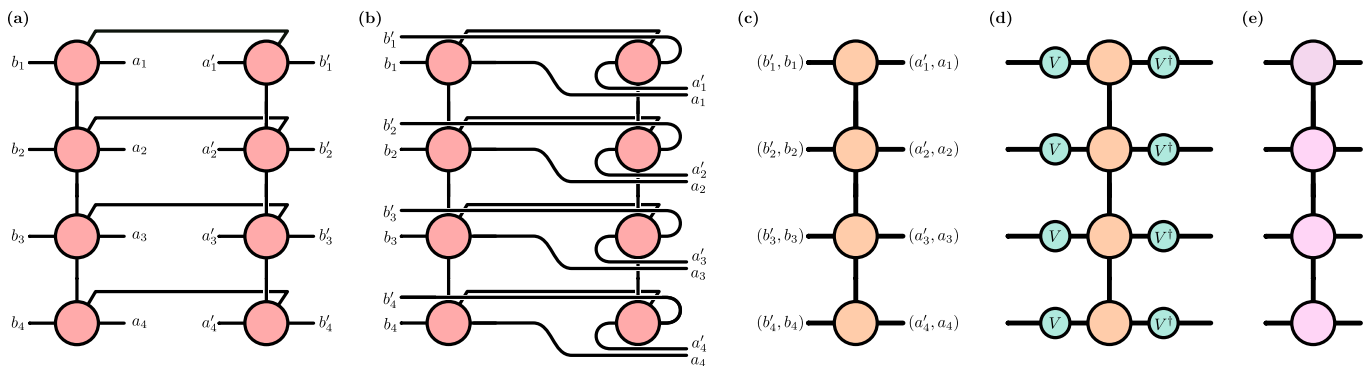 (a) (b) (c) (d) (e)
b₁ a₁ a′₁ b′₁
b₂ a₂ a′₂ b′₂
b₃ a₃ a′₃ b′₃
b₄ a₄ a′₄ b′₄
b′₁
b₁ a′₁
a₁
b′₂
b₂ a′₂
a₂
b′₃
b₃ a′₃
a₃
b′₄
b₄ a′₄
a₄
(b′₁, b₁) (a′₁, a₁)
(b′₂, b₂) (a′₂, a₂)
(b′₃, b₃) (a′₃, a₃)
(b′₄, b₄) (a′₄, a₄)
V V†
V V†
V V†
V V†